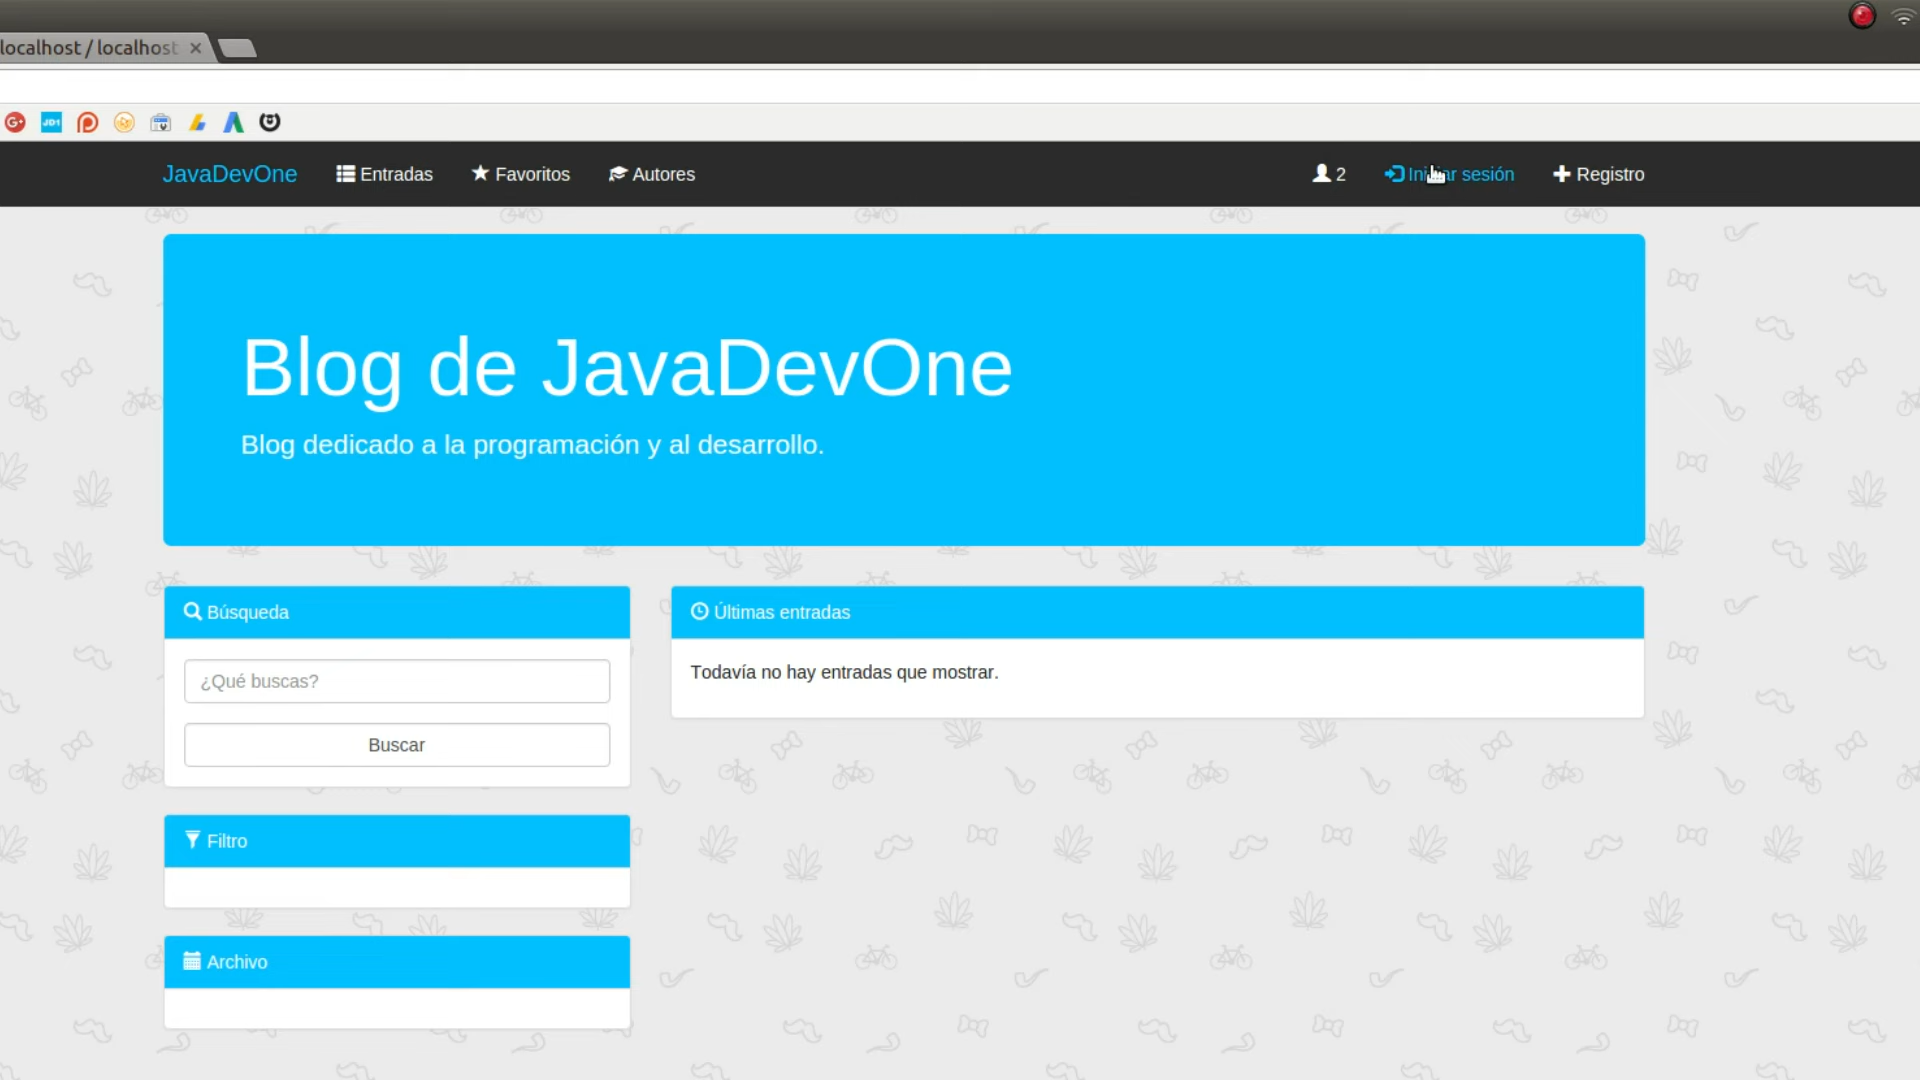 localhost / localhost
JD1
JavaDevOne Entradas Favoritos Autores 2 Iniciar sesión Registro
Blog de JavaDevOne
Blog dedicado a la programación y al desarrollo.
Búsqueda
¿Qué buscas?
Buscar
Filtro
Archivo
Últimas entradas
Todavía no hay entradas que mostrar.